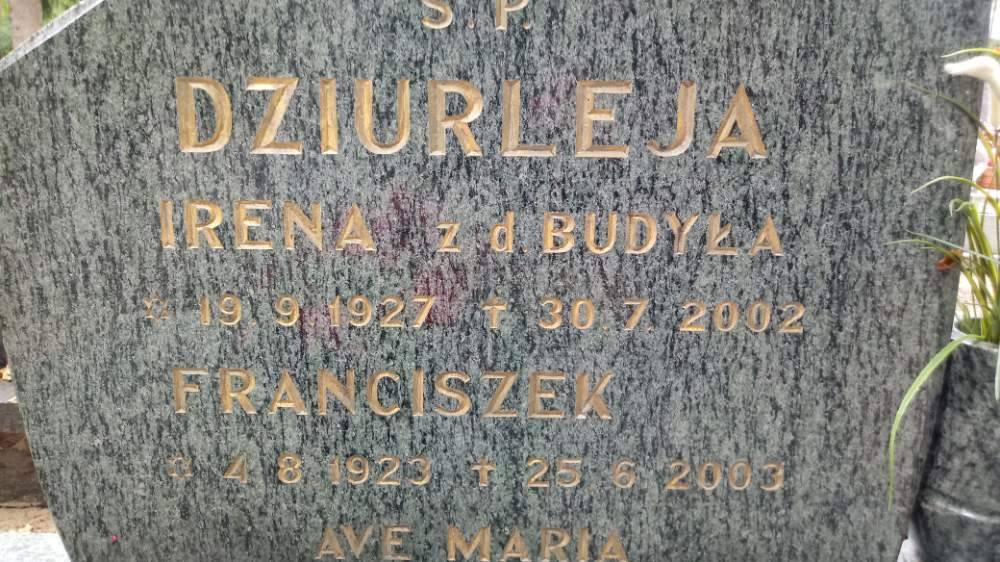 Ś. P.
DZIURLEJA
IRENA z d. BUDYŁA
☆ 19. 9. 1927 ✝ 30. 7. 2002
FRANCISZEK
☆ 4 8 1923 ✝ 25 6 2003
AVE MARIA